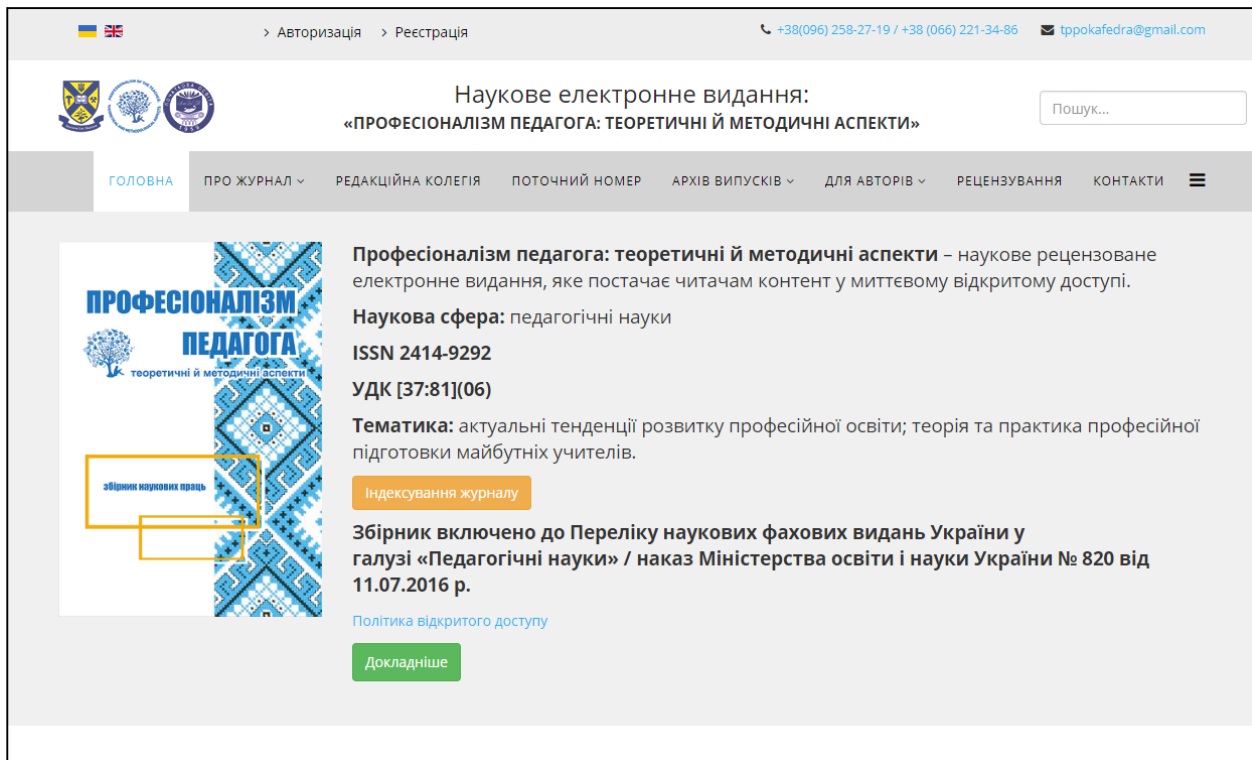 > Авторизація > Реєстрація
+38(096) 258-27-19 / +38 (066) 221-34-86 tppokafedra@gmail.com
Наукове електронне видання:
«ПРОФЕСІОНАЛІЗМ ПЕДАГОГА: ТЕОРЕТИЧНІ Й МЕТОДИЧНІ АСПЕКТИ»
Пошук...
ГОЛОВНА ПРО ЖУРНАЛ РЕДАКЦІЙНА КОЛЕГІЯ ПОТОЧНИЙ НОМЕР АРХІВ ВИПУСКІВ ДЛЯ АВТОРІВ РЕЦЕНЗУВАННЯ КОНТАКТИ
ПРОФЕСІОНАЛІЗМ
ПЕДАГОГА
теоретичні й методичні аспекти
збірник наукових праць
Професіоналізм педагога: теоретичні й методичні аспекти – наукове рецензоване
електронне видання, яке постачає читачам контент у миттєвому відкритому доступі.
Наукова сфера: педагогічні науки
ISSN 2414-9292
УДК [37:81](06)
Тематика: актуальні тенденції розвитку професійної освіти; теорія та практика професійної
підготовки майбутніх учителів.
Індексування журналу
Збірник включено до Переліку наукових фахових видань України у
галузі «Педагогічні науки» / наказ Міністерства освіти і науки України № 820 від
11.07.2016 р.
Політика відкритого доступу
Докладніше